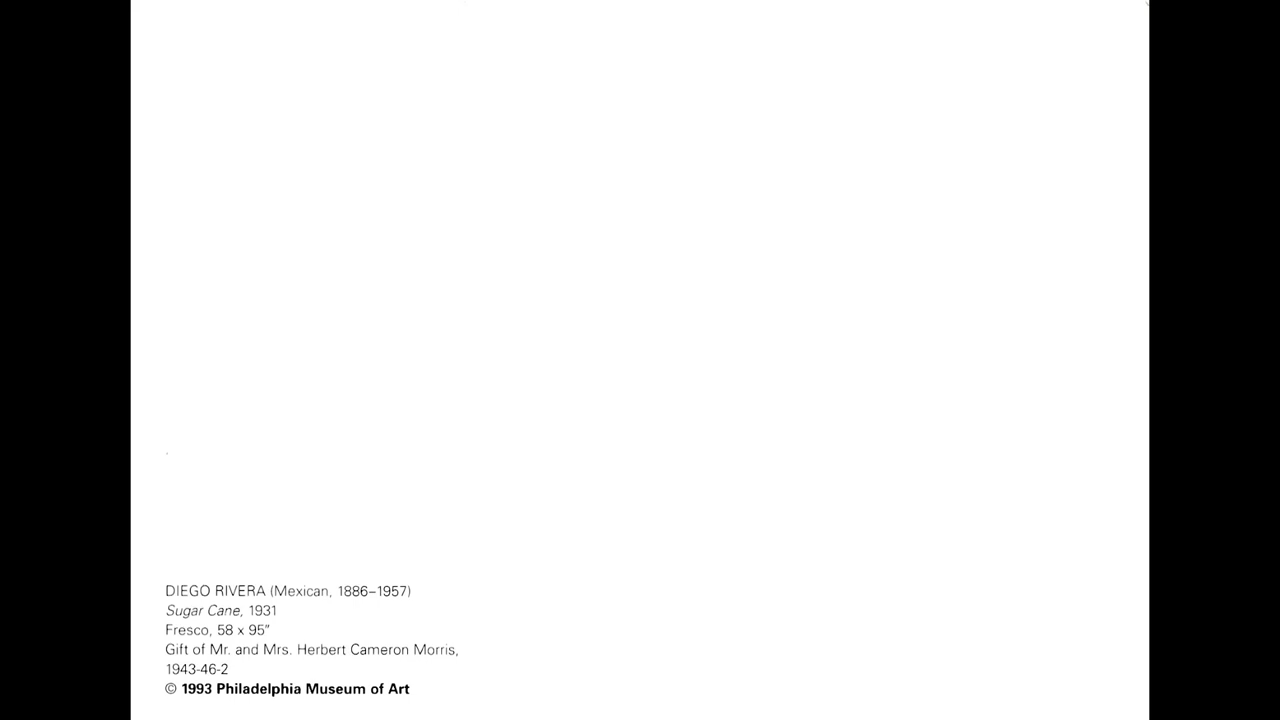 DIEGO RIVERA (Mexican, 1886–1957)
Sugar Cane, 1931
Fresco, 58 x 95″
Gift of Mr. and Mrs. Herbert Cameron Morris,
1943-46-2
© 1993 Philadelphia Museum of Art